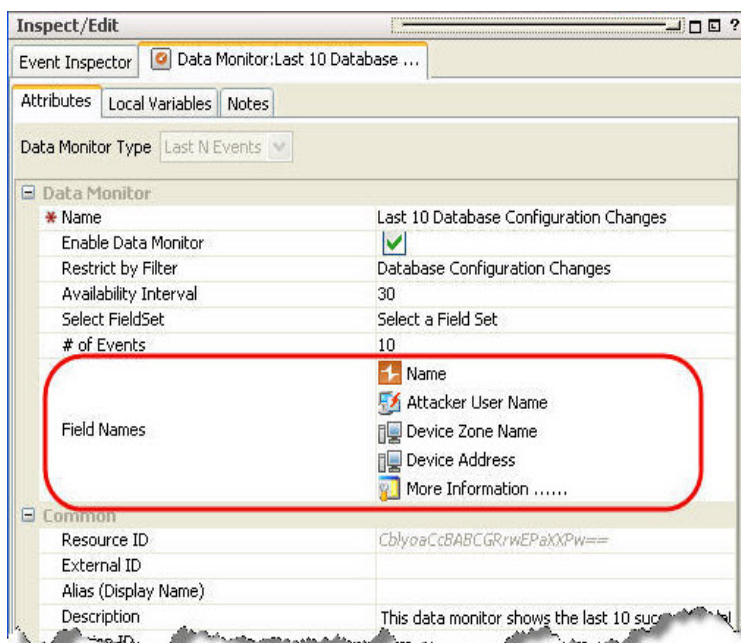 Inspect/Edit ?
Event Inspector Data Monitor:Last 10 Database ...
Attributes Local Variables Notes
Data Monitor Type Last N Events
Data Monitor
* Name Last 10 Database Configuration Changes
Enable Data Monitor
Restrict by Filter Database Configuration Changes
Availability Interval 30
Select FieldSet Select a Field Set
# of Events 10
Field Names
Name
Attacker User Name
Device Zone Name
Device Address
More Information ......
Common
Resource ID
External ID
Alias (Display Name)
Description This data monitor shows the last 10
ID